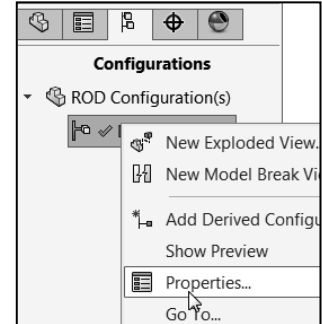 Configurations
ROD Configuration(s)
New Exploded View.
New Model Break Vi
Add Derived Configu
Show Preview
Properties...
Go To...